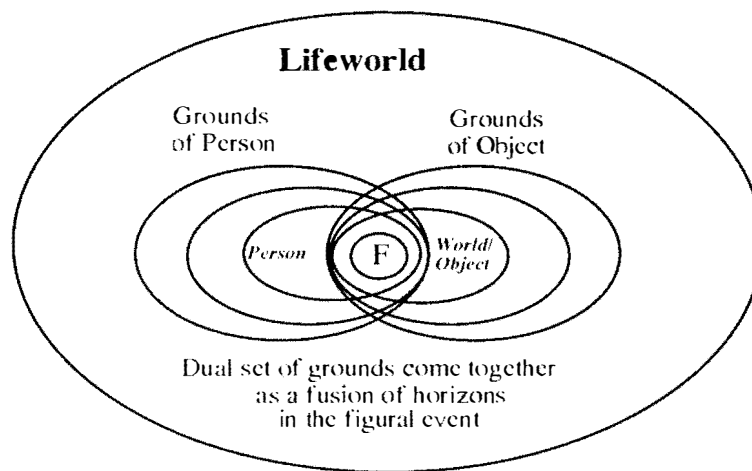 Lifeworld
Grounds
of Person
Grounds
of Object
Person
F
World/
Object
Dual set of grounds come together
as a fusion of horizons
in the figural event